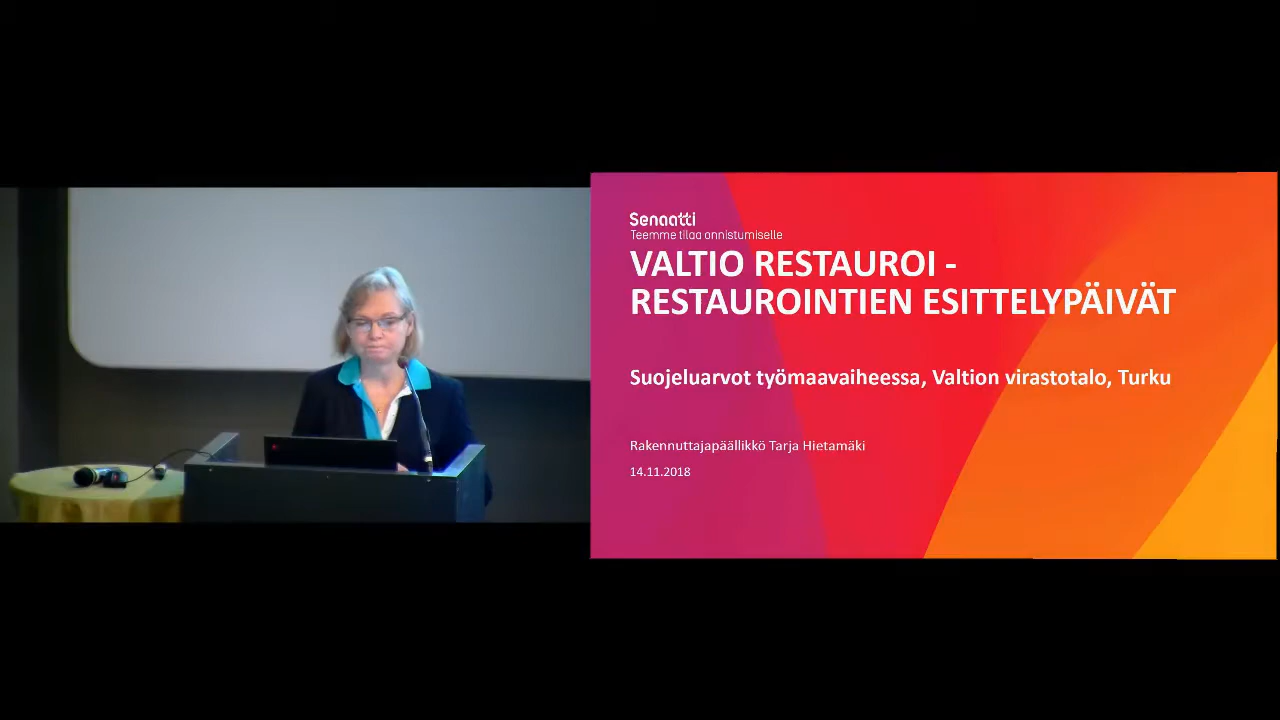 Senaatti
Teemme tilaa onnistumiselle
VALTIO RESTAUROI -
RESTAUROINTIEN ESITTELYPÄIVÄT
Suojeluarvot työmaavaiheessa, Valtion virastotalo, Turku
Rakennuttajapäällikkö Tarja Hietamäki
14.11.2018